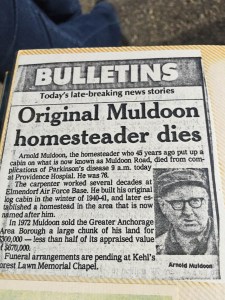 BULLETINS
Today's late-breaking news stories
Original Muldoon
homesteader dies
Arnold Muldoon, the homesteader who 45 years ago put up a
cabin on what is now known as Muldoon Road, died from com-
plications of Parkinson's disease 9 a.m. today
at Providence Hospial. He was 76.
The carpenter worked several decades at
Elmendorf Air Force Base. He built his original
log cabin in the winter of 1940-41, and later es-
tablished a homestead in the area that is now
named after him.
In 1972 Muldoon sold the Greater Anchorage
Area Borough a large chunk of his land for
$300,000 — less than half of its appraised value
of $670,000.
Funeral arrangements are pending at Kehl's
Forest Lawn Memorial Chapel.
Arnold Muldoon